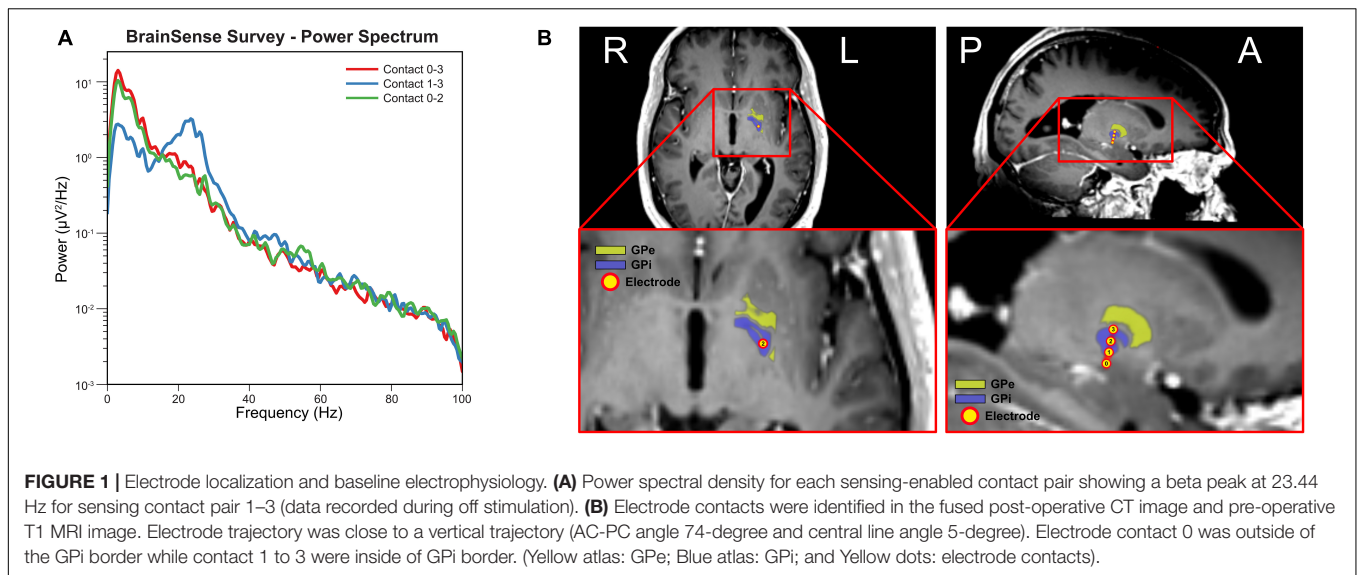 A
BrainSense Survey - Power Spectrum
Contact 0-3
Contact 1-3
Contact 0-2
10¹
10⁰
10⁻¹
10⁻²
10⁻³
Power (µV²/Hz)
0
20
40
60
80
100
Frequency (Hz)
B
R
L
P
A
GPe
GPi
Electrode
2
3
2
1
0
GPe
GPi
Electrode
FIGURE 1 | Electrode localization and baseline electrophysiology. (A) Power spectral density for each sensing-enabled contact pair showing a beta peak at 23.44
Hz for sensing contact pair 1–3 (data recorded during off stimulation). (B) Electrode contacts were identified in the fused post-operative CT image and pre-operative
T1 MRI image. Electrode trajectory was close to a vertical trajectory (AC-PC angle 74-degree and central line angle 5-degree). Electrode contact 0 was outside of
the GPi border while contact 1 to 3 were inside of GPi border. (Yellow atlas: GPe; Blue atlas: GPi; and Yellow dots: electrode contacts).